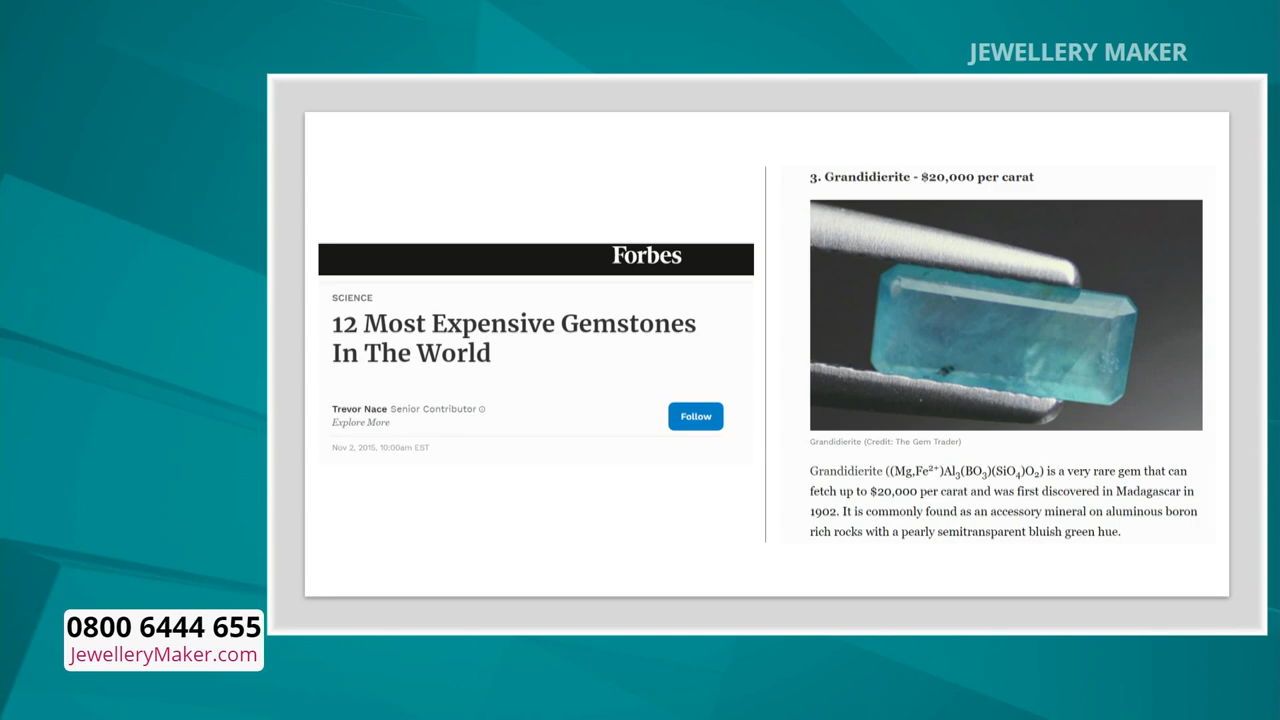 JEWELLERY MAKER
Forbes
SCIENCE
12 Most Expensive Gemstones
In The World
Trevor Nace Senior Contributor
Explore More
Follow
Nov 2, 2015, 10:00am EST
3. Grandidierite - $20,000 per carat
Grandidierite (Credit: The Gem Trader)
Grandidierite ((Mg,Fe²⁺)Al₃(BO₃)(SiO₄)O₂) is a very rare gem that can
fetch up to $20,000 per carat and was first discovered in Madagascar in
1902. It is commonly found as an accessory mineral on aluminous boron
rich rocks with a pearly semitransparent bluish green hue.
0800 6444 655
JewelleryMaker.com